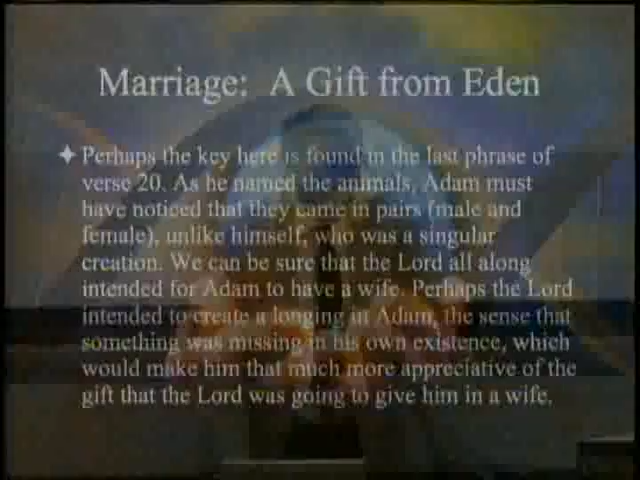 Marriage: A Gift from Eden
Perhaps the key here is found in the last phrase of
verse 20. As he named the animals, Adam must
have noticed that they came in pairs (male and
female), unlike himself, who was a singular
creation. We can be sure that the Lord all along
intended for Adam to have a wife. Perhaps the Lord
intended to create a longing in Adam, the sense that
something was missing in his own existence, which
would make him that much more appreciative of the
gift that the Lord was going to give him in a wife.